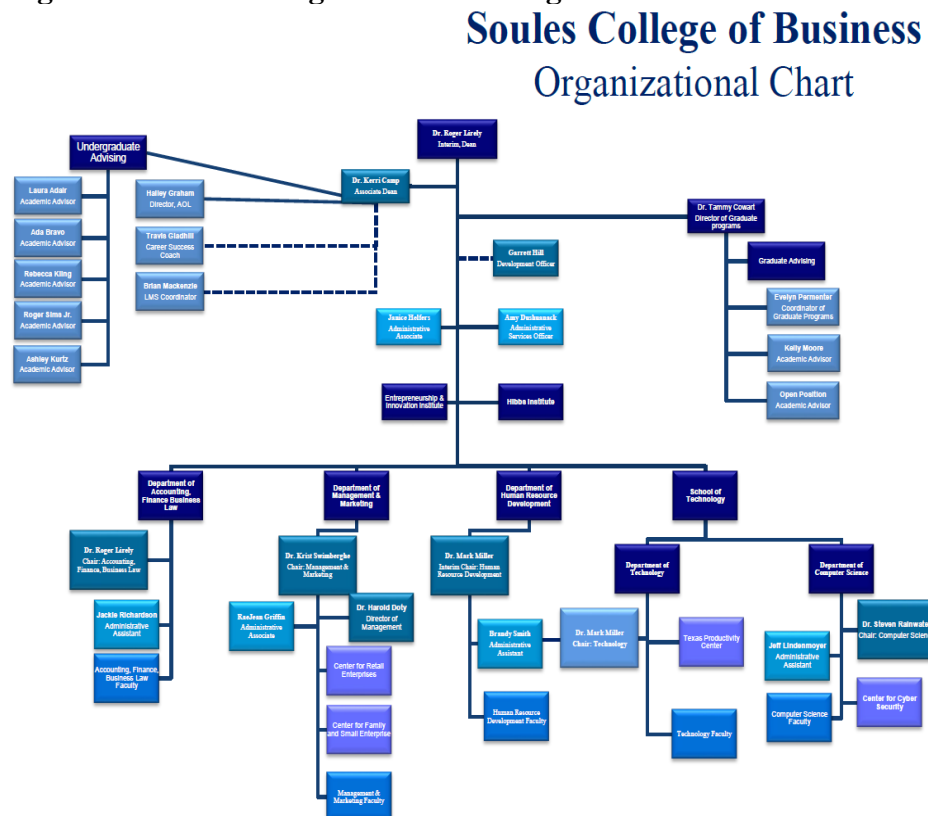 Soules College of Business
Organizational Chart
Dr. Roger Lirely
Interim, Dean
Undergraduate
Advising
Dr. Kerri Camp
Associate Dean
Laura Adair
Academic Advisor
Ada Bravo
Academic Advisor
Rebecca Kling
Academic Advisor
Roger Sims Jr.
Academic Advisor
Ashley Kurtz
Academic Advisor
Hailey Graham
Director, AOL
Travis Gladhill
Career Success
Coach
Brian Mackenzie
LMS Coordinator
Dr. Tammy Cowart
Director of Graduate
programs
Graduate Advising
Evelyn Permenter
Coordinator of
Graduate Programs
Kelly Moore
Academic Advisor
Open Position
Academic Advisor
Garrett Hill
Development Officer
Janice Helfers
Administrative
Associate
Amy
Administrative
Services Officer
Entrepreneurship &
Innovation Institute
Hibbs Institute
Department of
Accounting,
Finance Business
Law
Department of
Management &
Marketing
Department of
Human Resource
Development
School of
Technology
Dr. Roger Lirely
Chair: Accounting,
Finance, Business Law
Jackie Richardson
Administrative
Assistant
Accounting, Finance,
Business Law
Faculty
Dr. Krist Swimberghe
Chair: Management &
Marketing
RaeJean Griffin
Administrative
Associate
Dr. Harold Doty
Director of
Management
Center for Retail
Enterprises
Center for Family
and Small Enterprise
Management &
Marketing Faculty
Dr. Mark Miller
Interim Chair: Human
Resource Development
Brandy Smith
Administrative
Assistant
Human Resource
Development Faculty
Department of
Technology
Dr. Mark Miller
Chair: Technology
Texas Productivity
Center
Technology Faculty
Department of
Computer Science
Dr. Steven Rainwate
Chair: Computer Scienc
Jeff Lindenmoyer
Administrative
Assistant
Center for Cyber
Security
Computer Science
Faculty